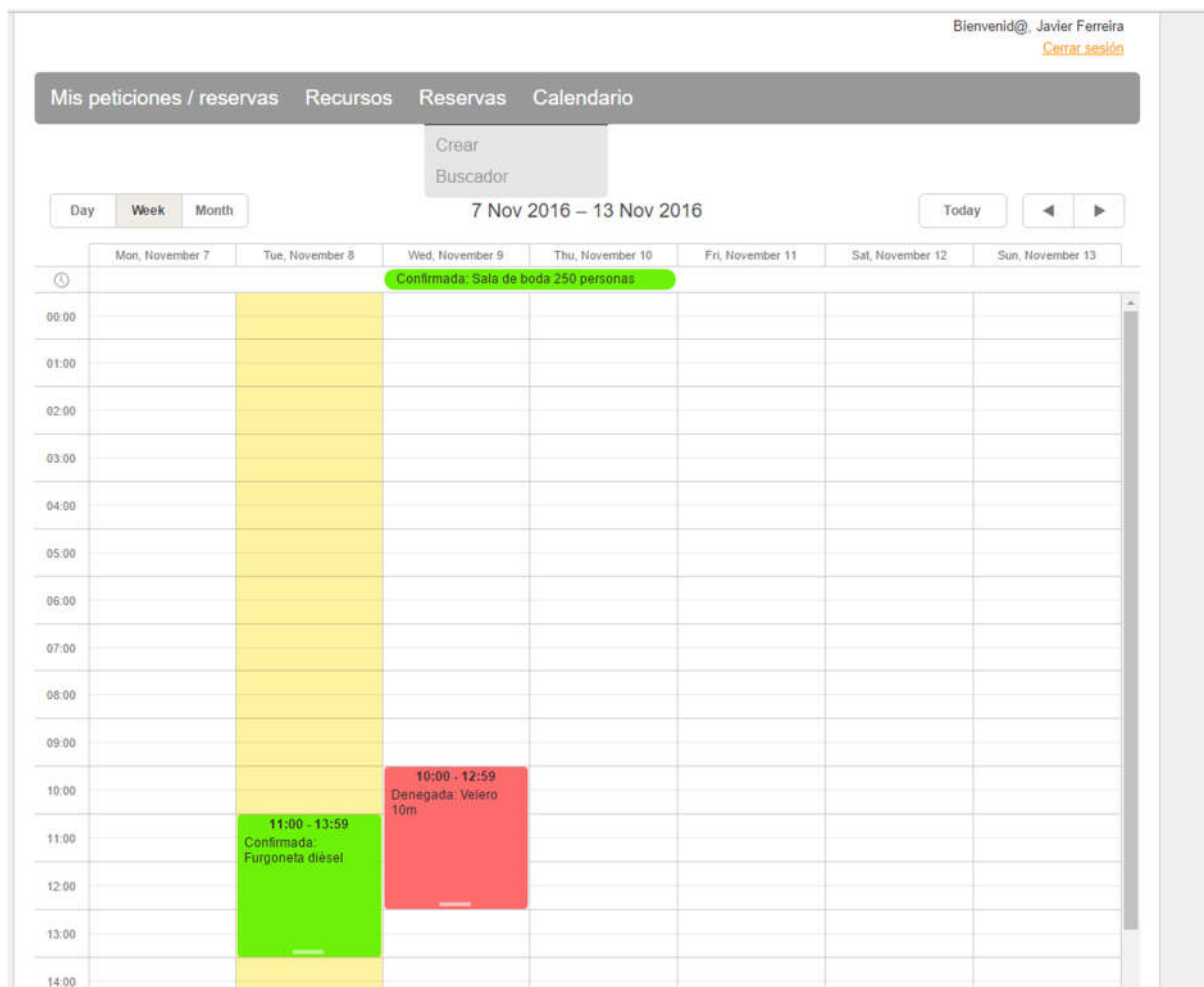 Bienvenid@, Javier Ferreira
Cerrar sesión
Mis peticiones / reservas Recursos Reservas Calendario
Crear
Buscador
Day Week Month 7 Nov 2016 – 13 Nov 2016 Today
Mon, November 7 Tue, November 8 Wed, November 9 Thu, November 10 Fri, November 11 Sat, November 12 Sun, November 13
Confirmada: Sala de boda 250 personas
00:00
01:00
02:00
03:00
04:00
05:00
06:00
07:00
08:00
09:00
10:00
10:00 - 12:59
Denegada: Velero
10m
11:00
11:00 - 13:59
Confirmada:
Furgoneta diésel
12:00
13:00
14:00